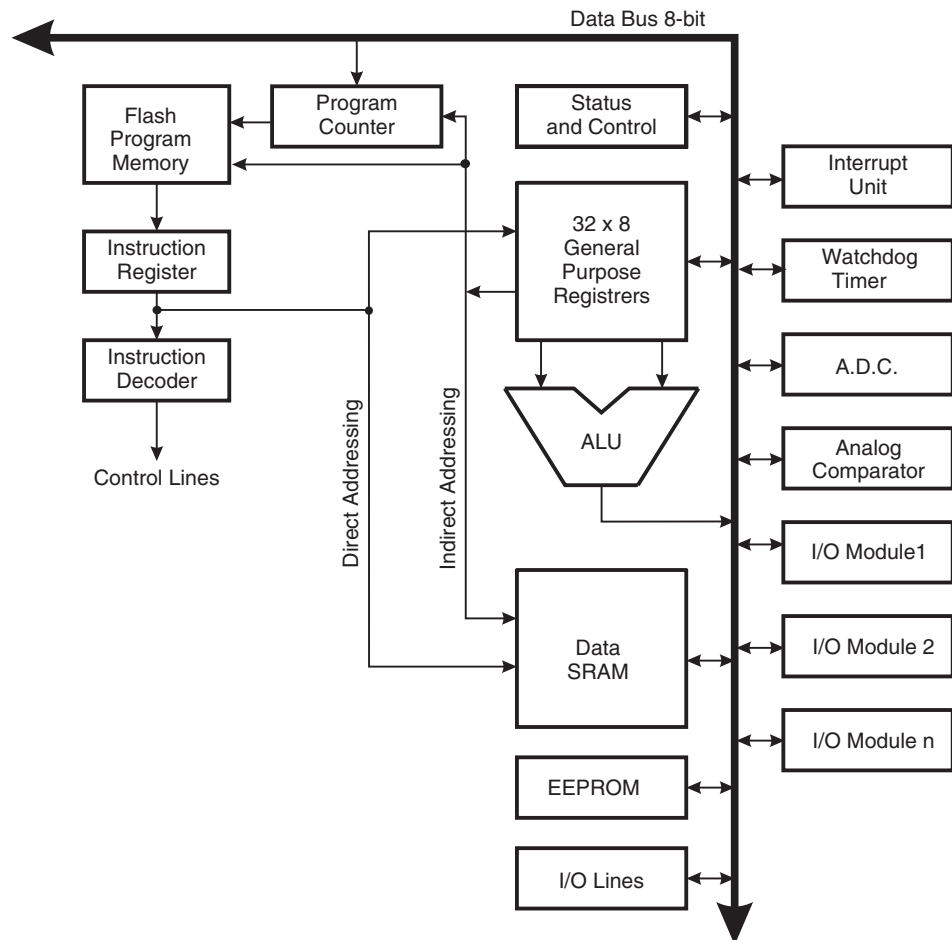 Data Bus 8-bit
Flash
Program
Memory
Program
Counter
Status
and Control
Interrupt
Unit
32 x 8
General
Purpose
Registrers
Instruction
Register
Watchdog
Timer
Instruction
Decoder
A.D.C.
ALU
Analog
Comparator
Control Lines
Direct Addressing
Indirect Addressing
I/O Module1
Data
SRAM
I/O Module 2
I/O Module n
EEPROM
I/O Lines